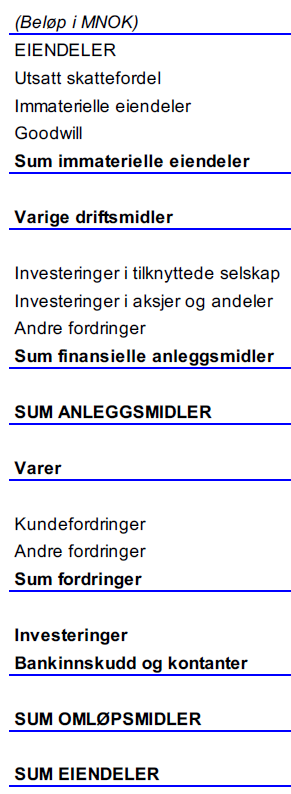 (Beløp i MNOK)
EIENDELER
Utsatt skattefordel
Immaterielle eiendeler
Goodwill
Sum immaterielle eiendeler
Varige driftsmidler
Investeringer i tilknyttede selskap
Investeringer i aksjer og andeler
Andre fordringer
Sum finansielle anleggsmidler
SUM ANLEGGSMIDLER
Varer
Kundefordringer
Andre fordringer
Sum fordringer
Investeringer
Bankinnskudd og kontanter
SUM OMLØPSMIDLER
SUM EIENDELER